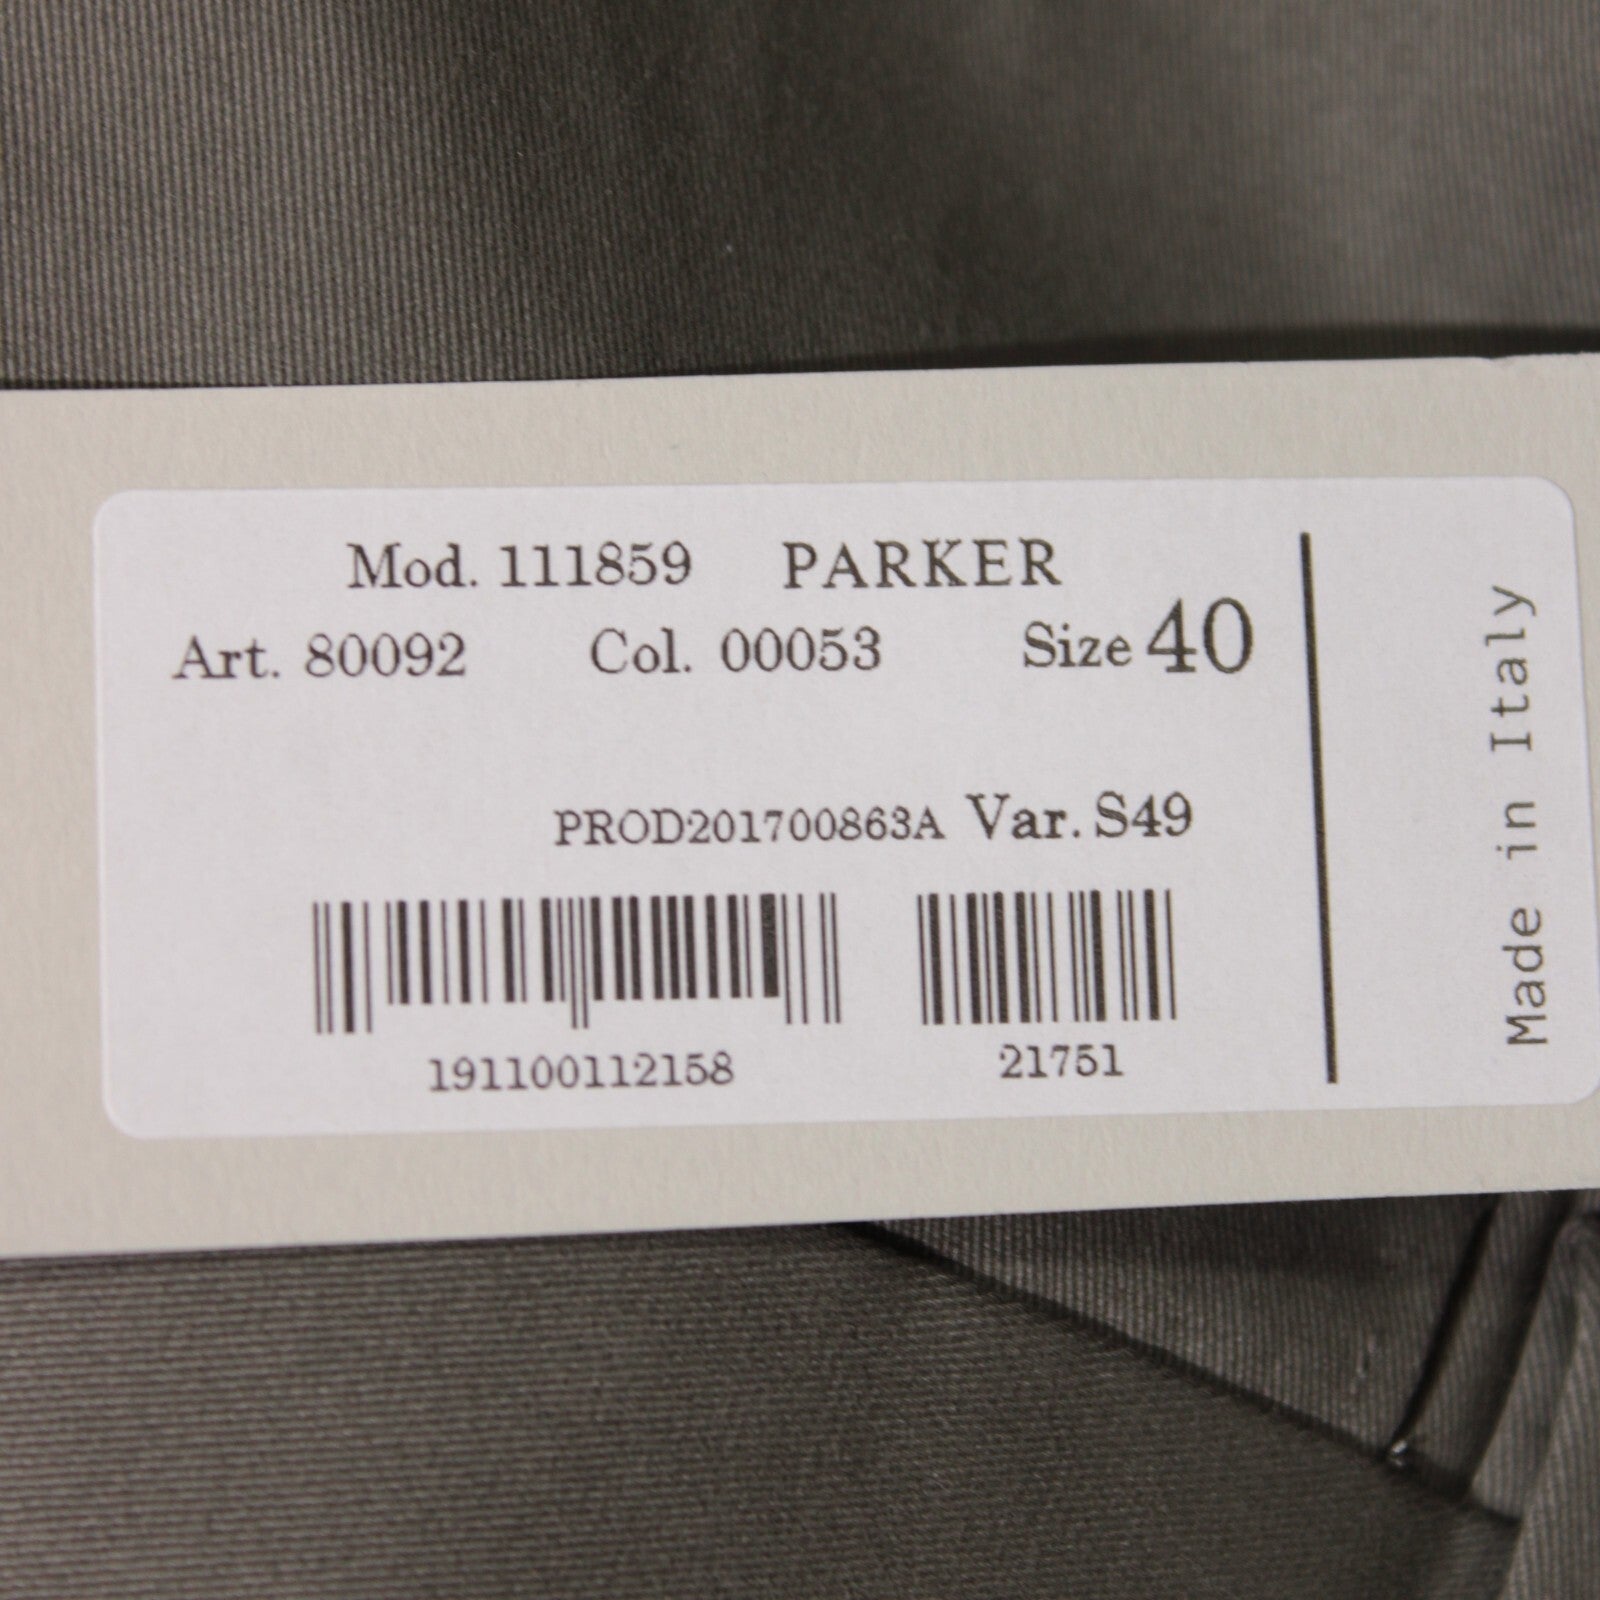 Mod. 111859 PARKER
Art. 80092 Col. 00053 Size 40
PROD201700863A Var. S49
191100112158 21751
Made in Italy